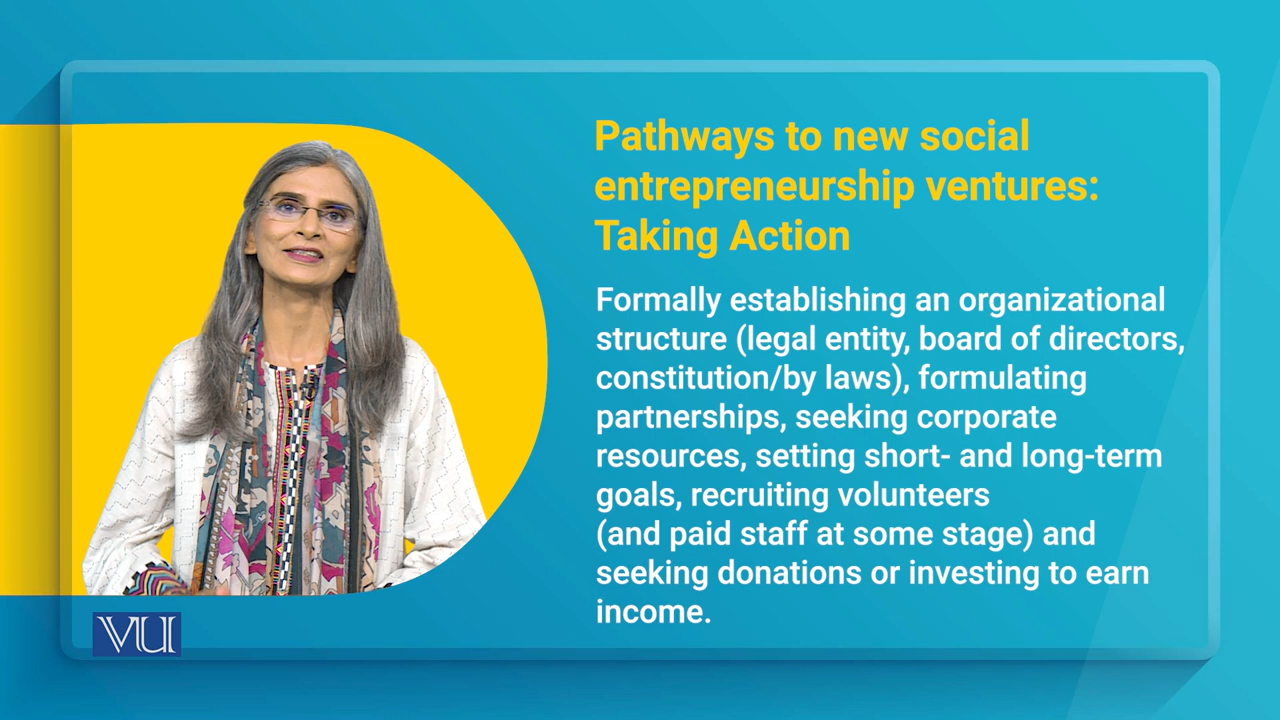 Pathways to new social
entrepreneurship ventures:
Taking Action
Formally establishing an organizational
structure (legal entity, board of directors,
constitution/by laws), formulating
partnerships, seeking corporate
resources, setting short- and long-term
goals, recruiting volunteers
(and paid staff at some stage) and
seeking donations or investing to earn
income.
VU